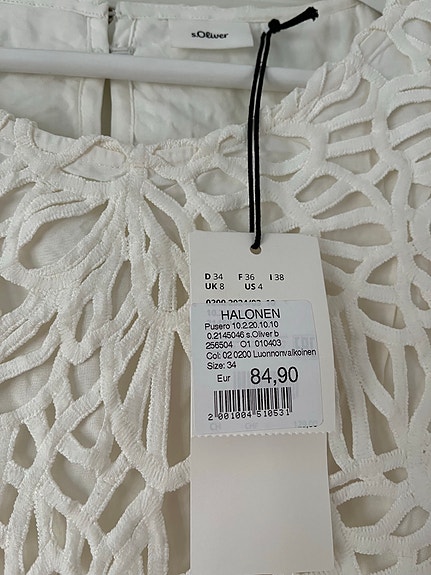 s.Oliver
D 34 F 36 I 38
UK 8 US 4
HALONEN
Pusero 10.2.20.10.10
0.2145046 s.Oliver b
256504 O1 010403
Col: 02 0200 Luonnonvalkoinen
Size: 34
Eur 84,90
2 001004 510531